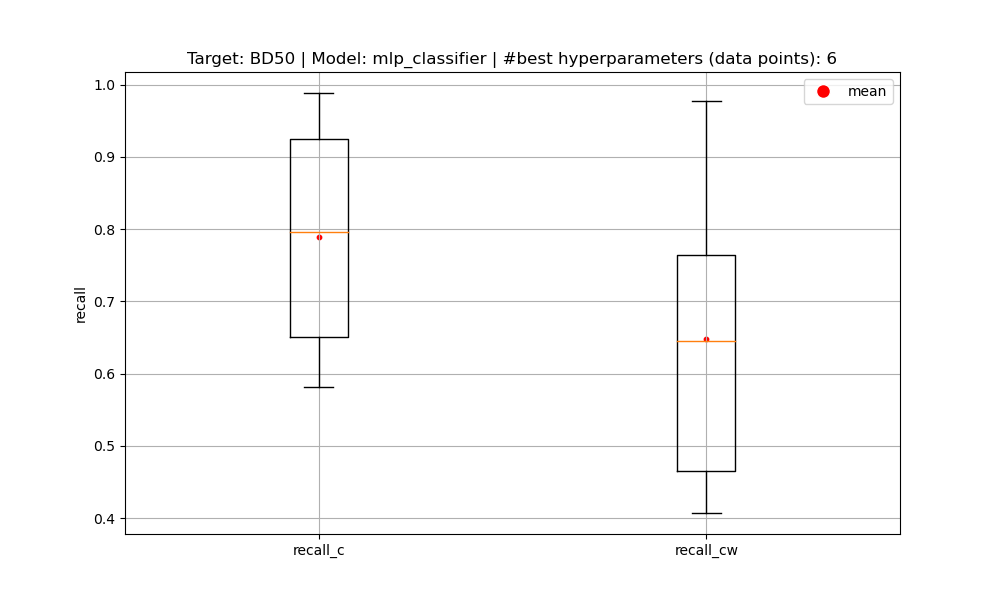 Target: BD50 | Model: mlp_classifier | #best hyperparameters (data points): 6
mean
1.0
0.9
0.8
0.7
0.6
0.5
0.4
recall
recall_c
recall_cw